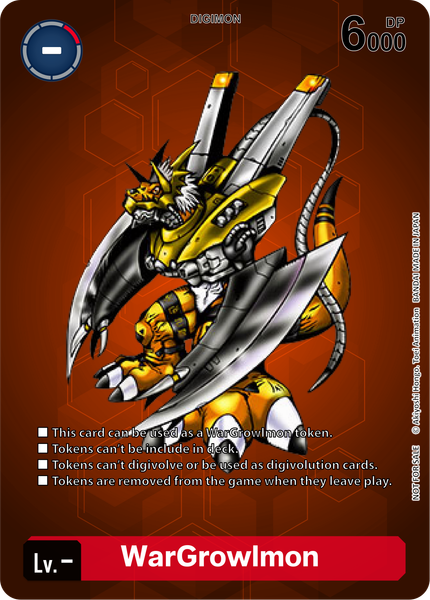 DIGIMON
DP
6000
-
■ This card can be used as a WarGrowlmon token.
■ Tokens can't be include in deck.
■ Tokens can't digivolve or be used as digivolution cards.
■ Tokens are removed from the game when they leave play.
NOT FOR SALE © Akiyoshi Hongo, Toei Animation BANDAI MADE IN JAPAN
Lv.-
WarGrowlmon